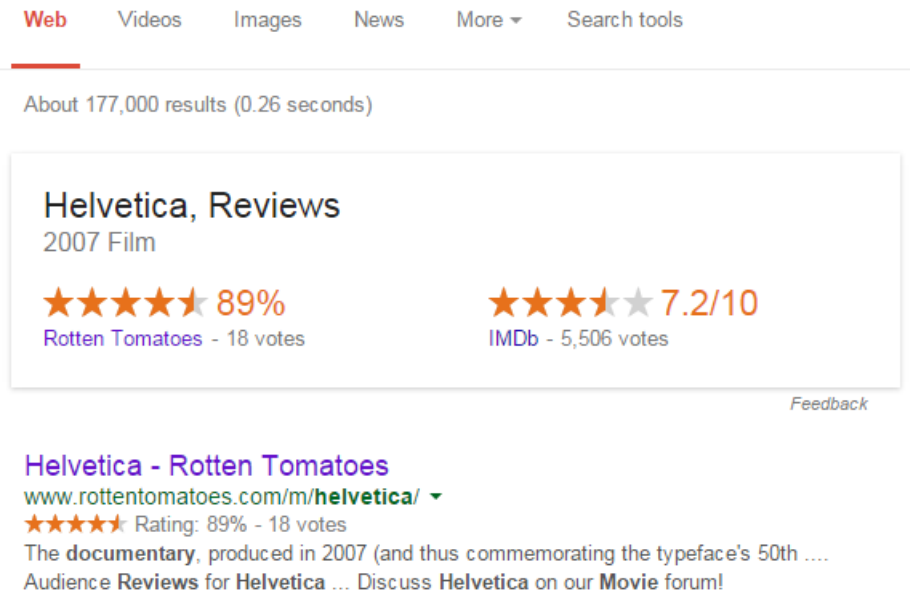 Web Videos Images News More Search tools
About 177,000 results (0.26 seconds)
Helvetica, Reviews
2007 Film
89% 7.2/10
Rotten Tomatoes - 18 votes IMDb - 5,506 votes
Feedback
Helvetica - Rotten Tomatoes
www.rottentomatoes.com/m/helvetica/
Rating: 89% - 18 votes
The documentary, produced in 2007 (and thus commemorating the typeface's 50th ....
Audience Reviews for Helvetica ... Discuss Helvetica on our Movie forum!